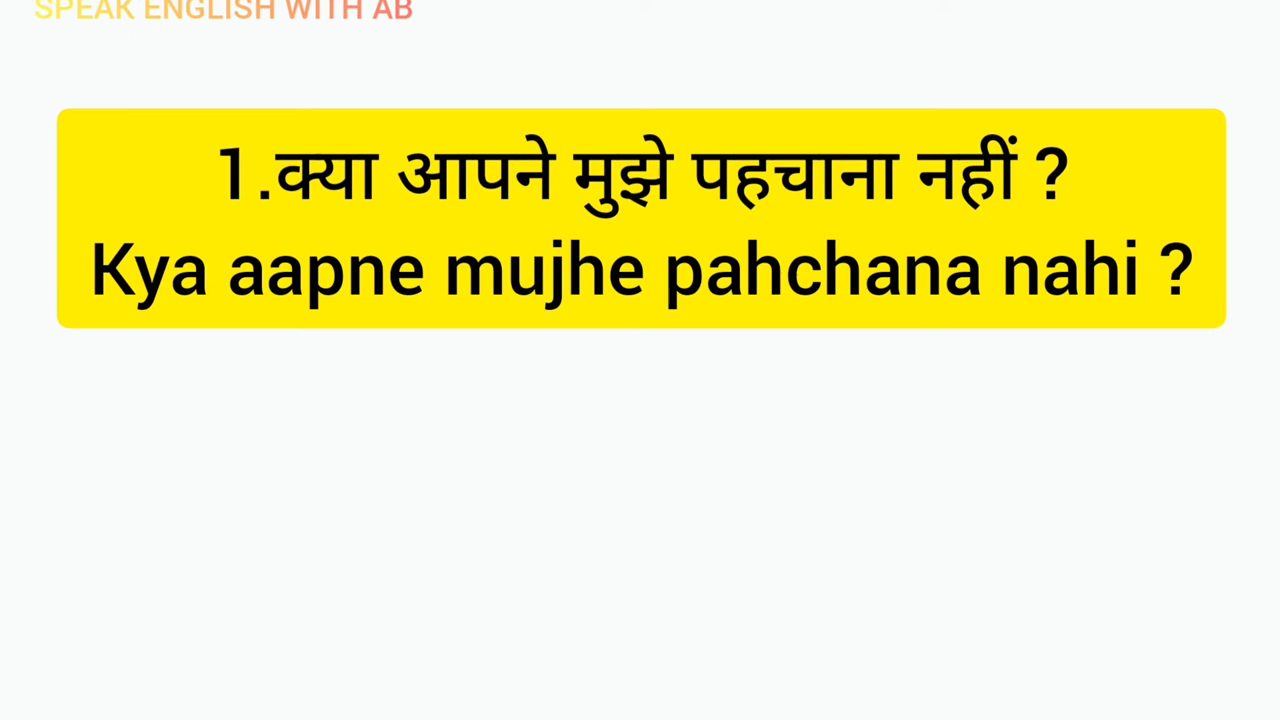 SPEAK ENGLISH WITH AB
1.क्या आपने मुझे पहचाना नहीं ?
Kya aapne mujhe pahchana nahi ?